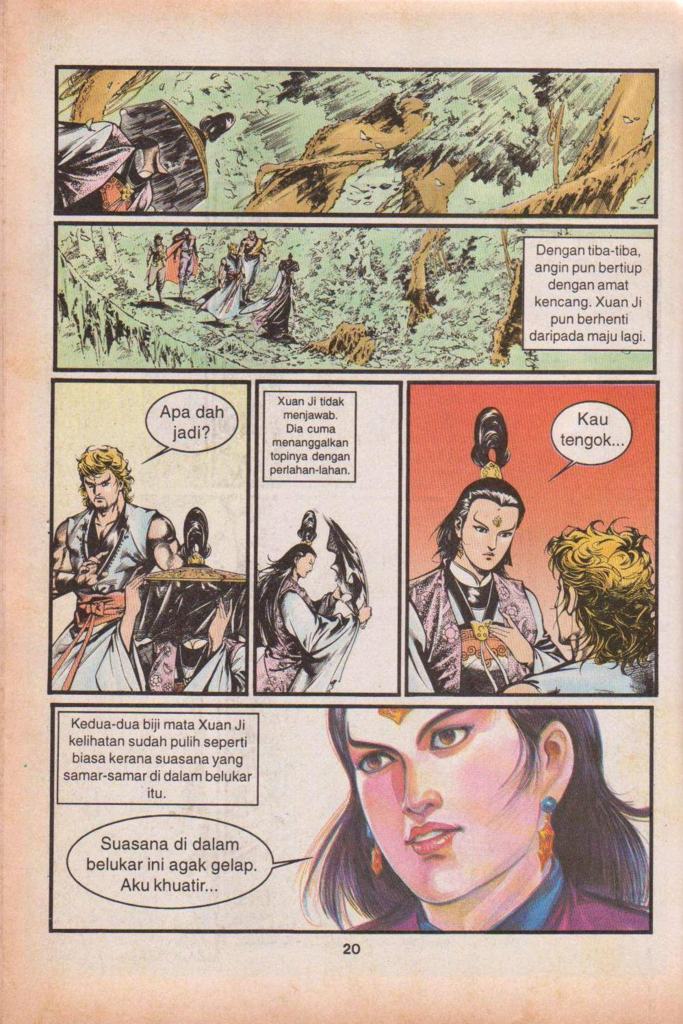 Dengan tiba-tiba,
angin pun bertiup
dengan amat
kencang. Xuan Ji
pun berhenti
daripada maju lagi.
Apa dah
jadi?
Xuan Ji tidak
menjawab.
Dia cuma
menanggalkan
topinya dengan
perlahan-lahan.
Kau
tengok...
Kedua-dua biji mata Xuan Ji
kelihatan sudah pulih seperti
biasa kerana suasana yang
samar-samar di dalam belukar
itu.
Suasana di dalam
belukar ini agak gelap.
Aku khuatir...
20